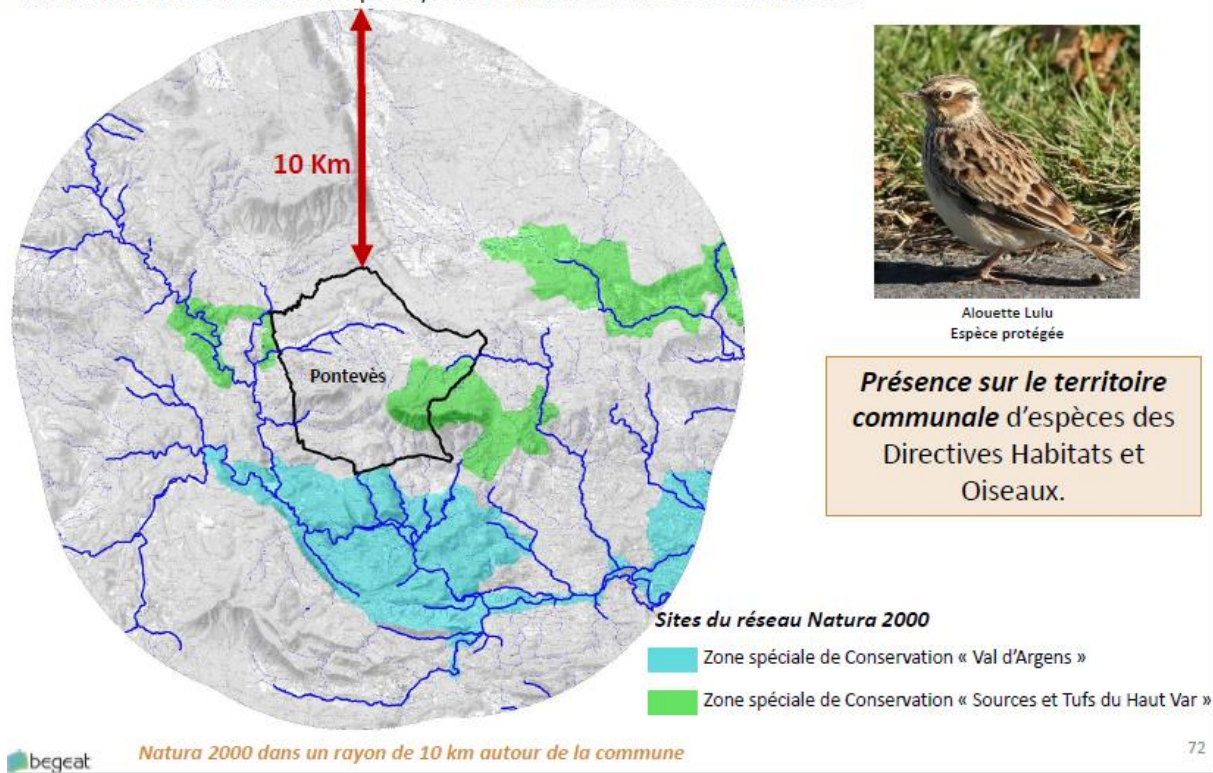 10 Km
Pontevès
Alouette Lulu
Espèce protégée
Présence sur le territoire
communale d'espèces des
Directives Habitats et
Oiseaux.
Sites du réseau Natura 2000
Zone spéciale de Conservation « Val d'Argens »
Zone spéciale de Conservation « Sources et Tufs du Haut Var »
begeat
Natura 2000 dans un rayon de 10 km autour de la commune
72